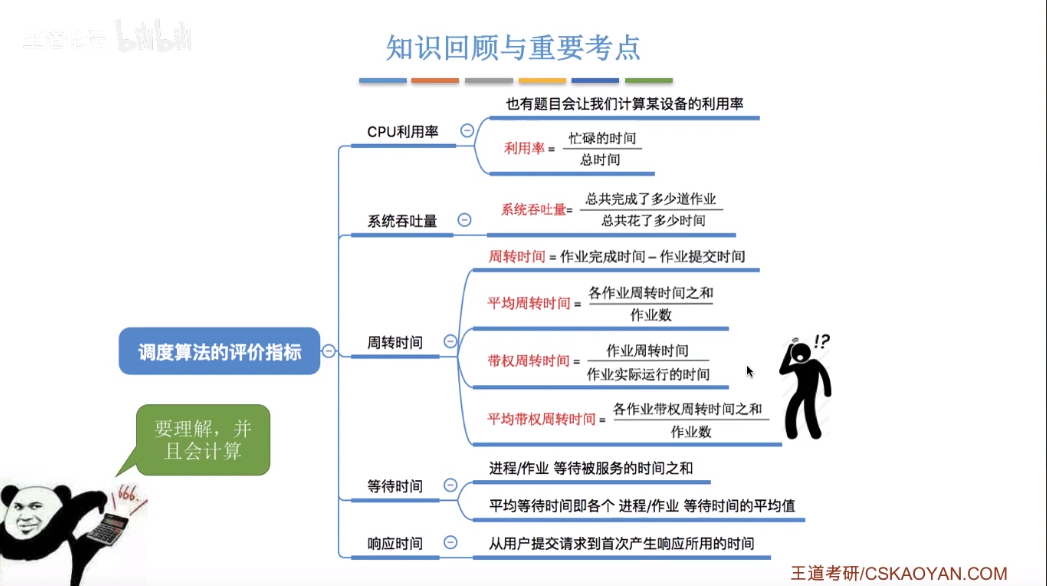 bilibili
知识回顾与重要考点
也有题目会让我们计算某设备的利用率
CPU利用率
利用率= 忙碌的时间
总时间
系统吞吐量
系统吞吐量= 总共完成了多少道作业
总共花了多少时间
周转时间=作业完成时间–作业提交时间
平均周转时间= 各作业周转时间之和
作业数
周转时间
调度算法的评价指标
带权周转时间= 作业周转时间
作业实际运行的时间
平均带权周转时间= 各作业带权周转时间之和
作业数
!?
要理解，并
且会计算
666..
进程/作业 等待被服务的时间之和
等待时间
平均等待时间即各个 进程/作业 等待时间的平均值
响应时间
从用户提交请求到首次产生响应所用的时间
王道考研/CSKAOYAN.COM